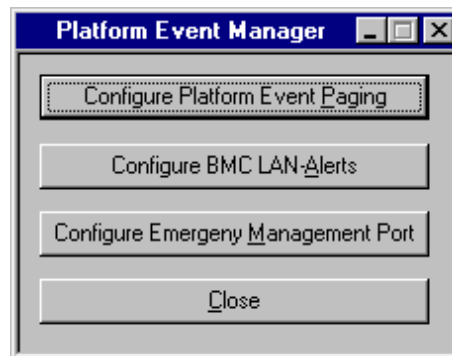 Platform Event Manager
Configure Platform Event Paging
Configure BMC LAN-Alerts
Configure Emergeny Management Port
Close